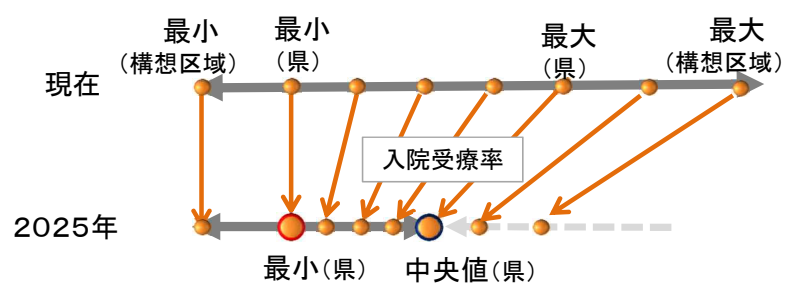 最小
（構想区域）
最小
（県）
最大
（県）
最大
（構想区域）
現在
入院受療率
2025年
最小（県）
中央値（県）